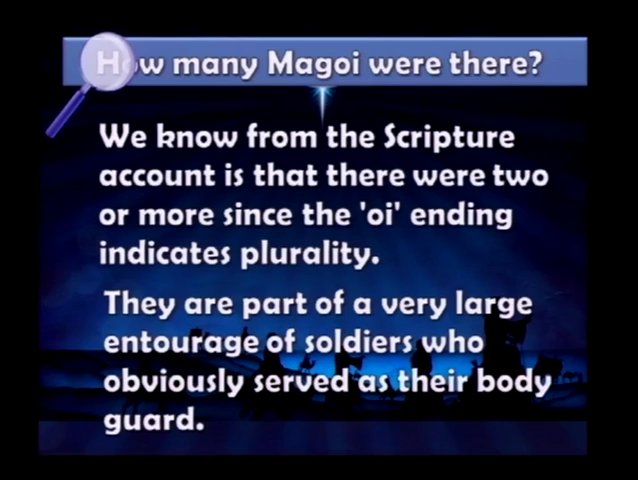 How many Magoi were there?
We know from the Scripture
account is that there were two
or more since the 'oi' ending
indicates plurality.
They are part of a very large
entourage of soldiers who
obviously served as their body
guard.